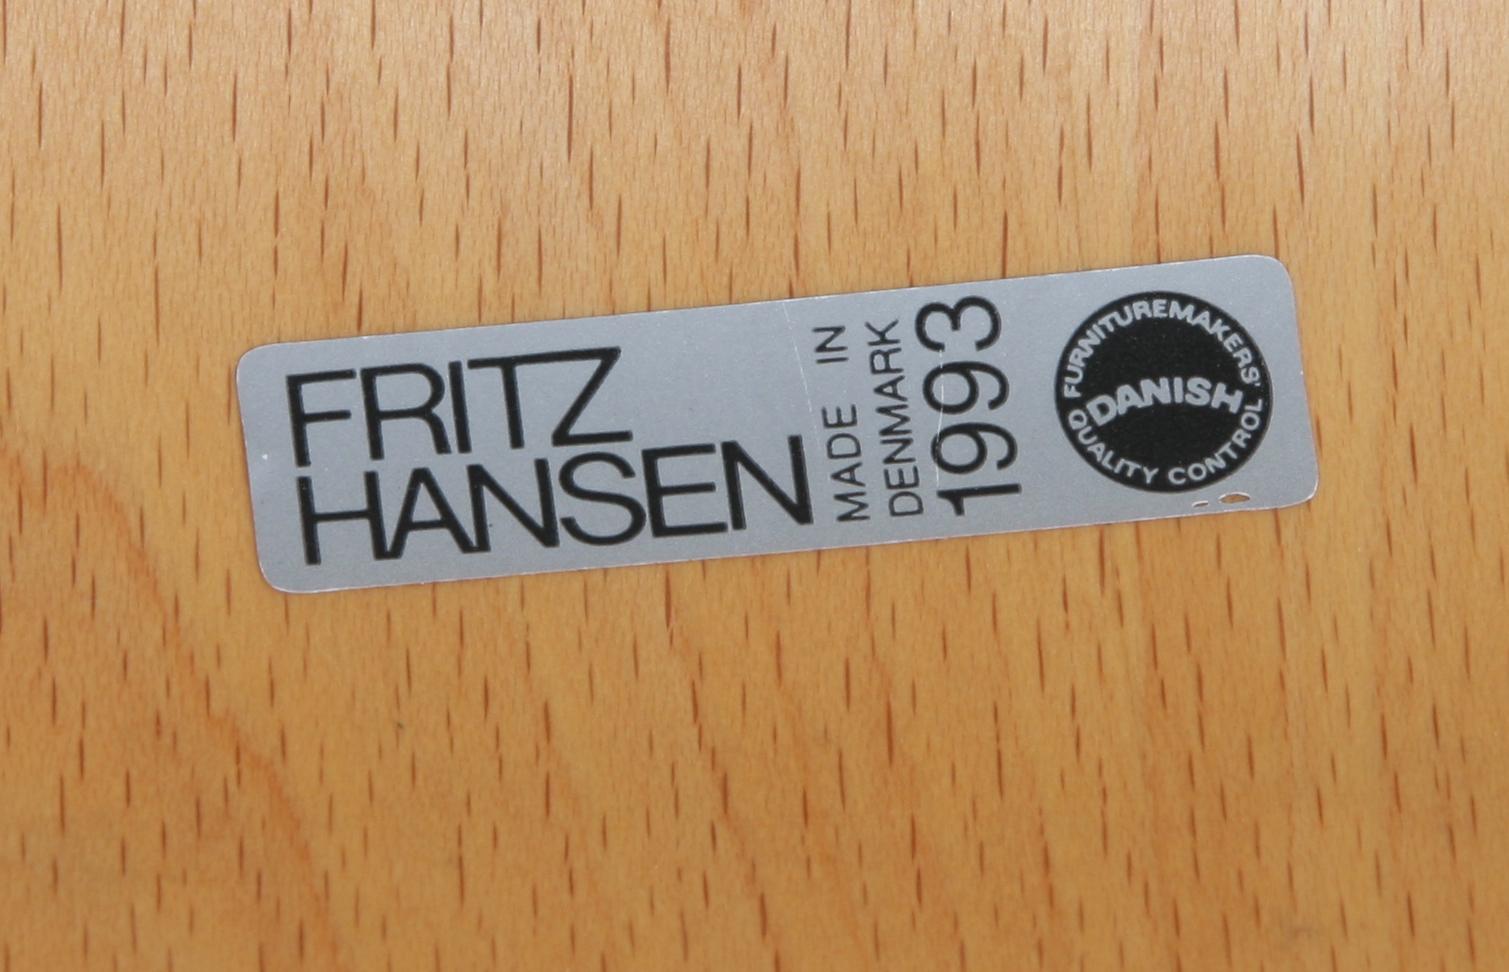 FRITZ
HANSEN
MADE IN
DENMARK
1993
FURNITUREMAKERS'
DANISH
QUALITY CONTROL